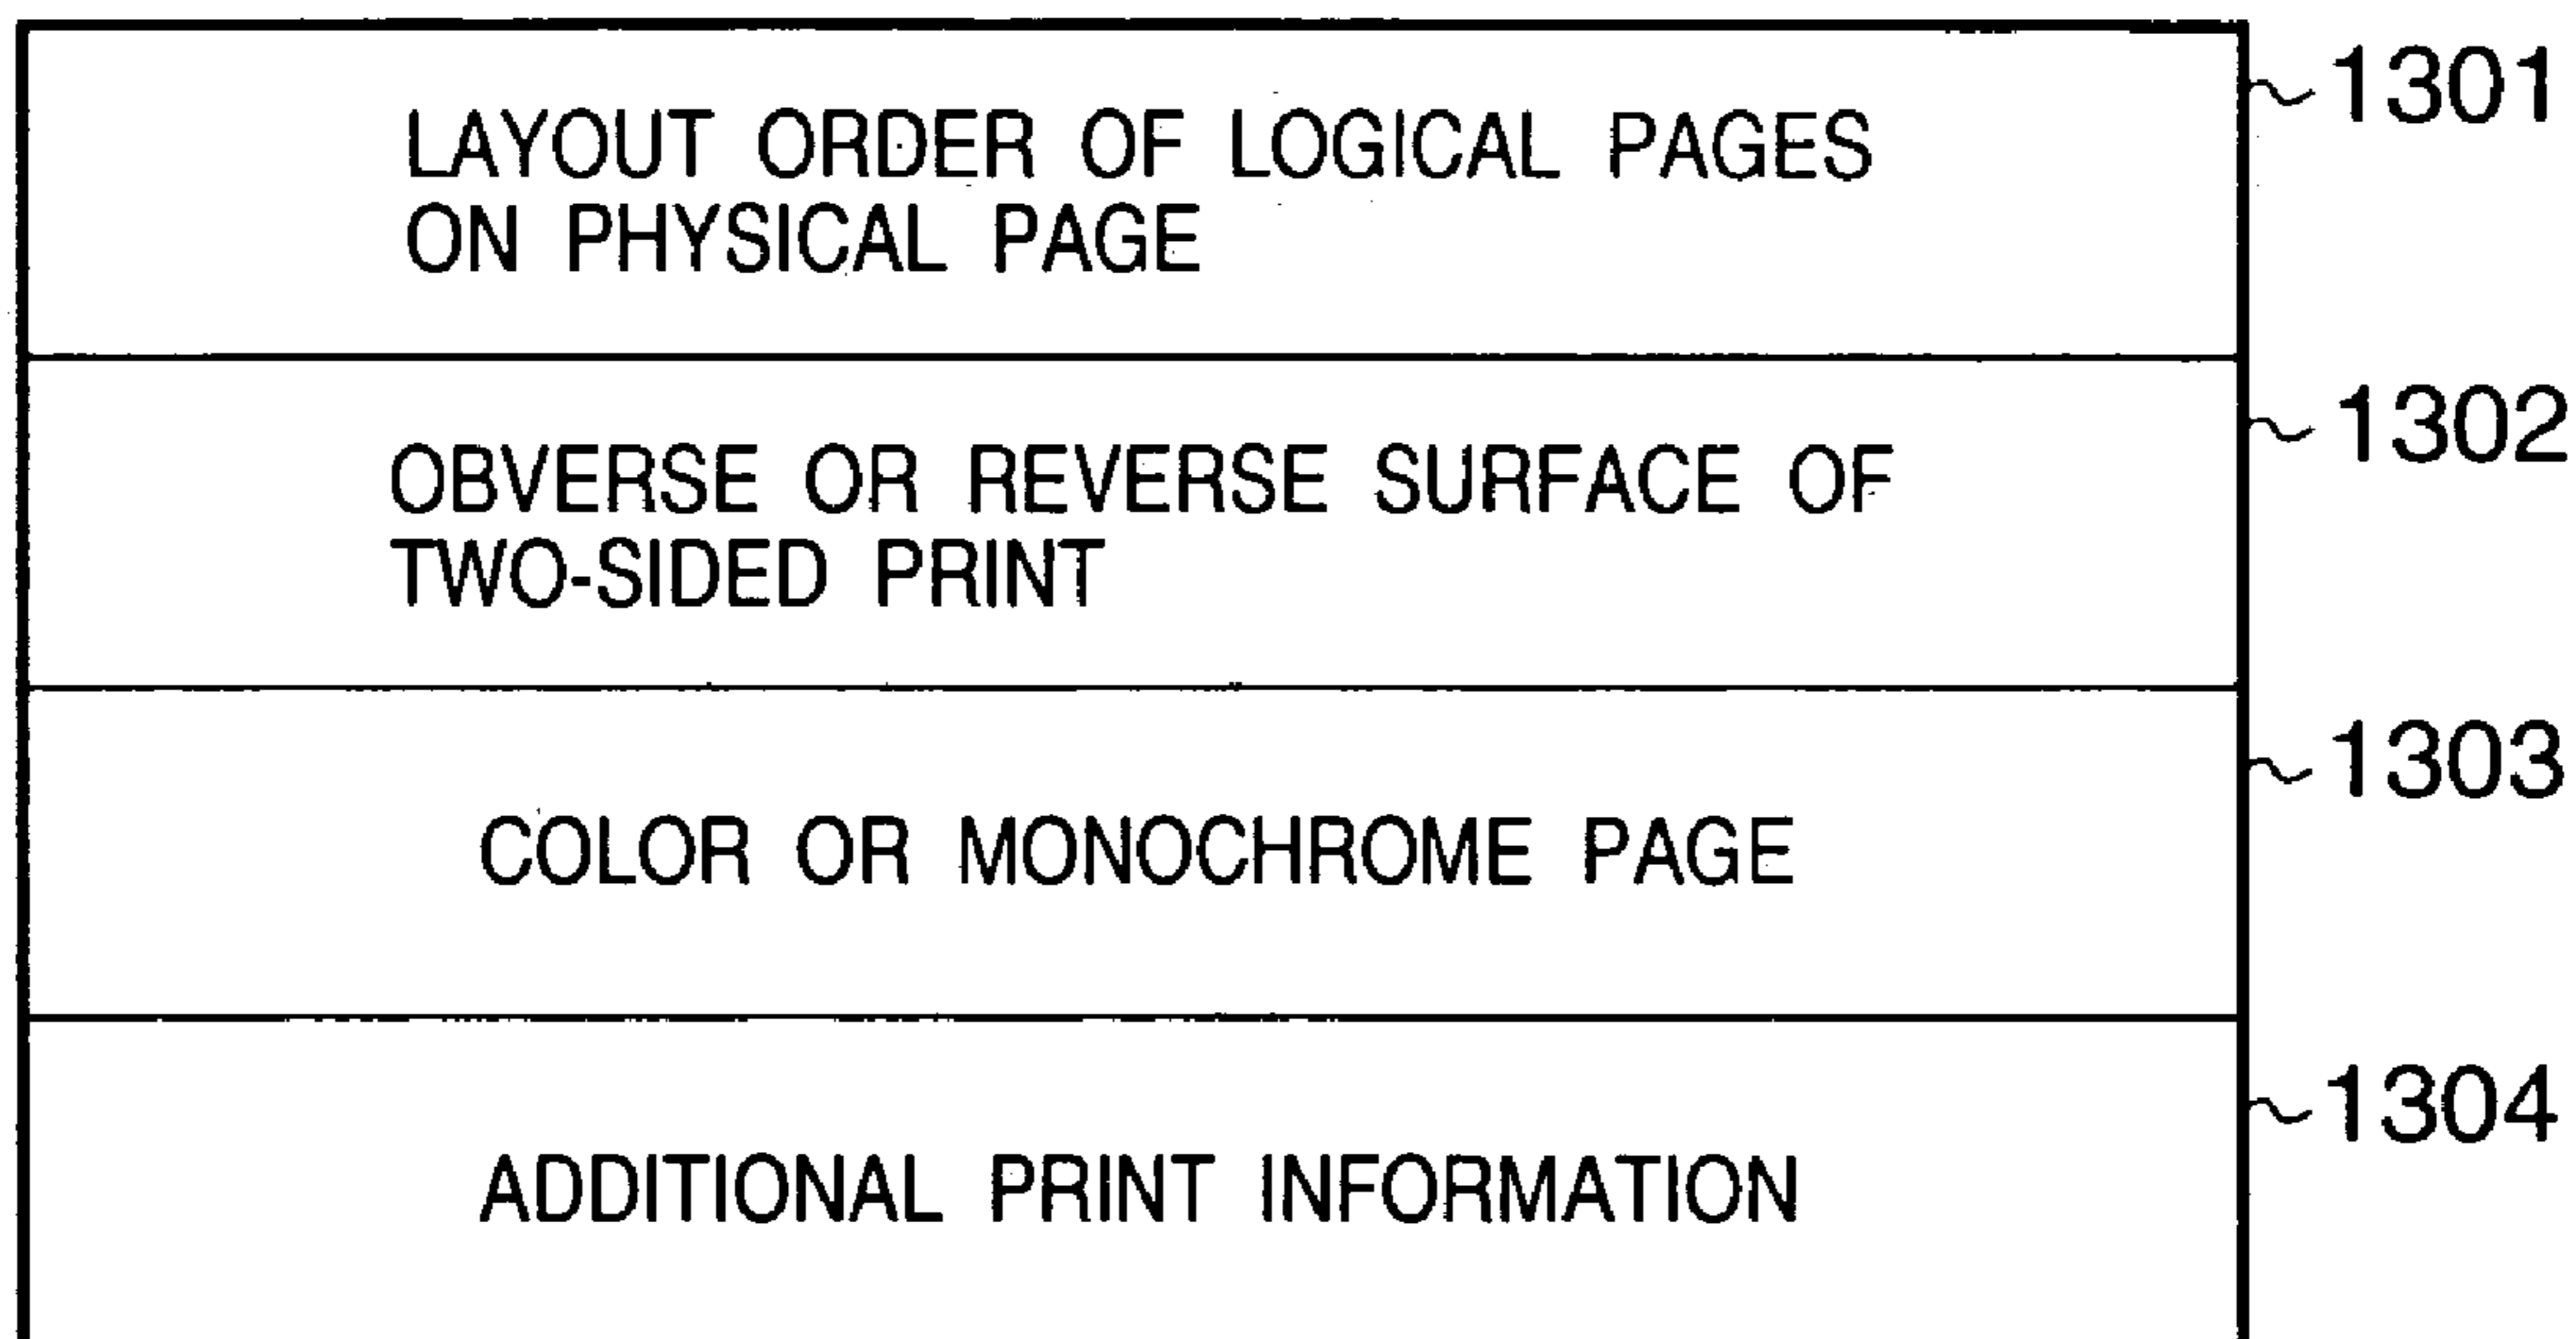 1301
LAYOUT ORDER OF LOGICAL PAGES
ON PHYSICAL PAGE
1302
OBVERSE OR REVERSE SURFACE OF
TWO-SIDED PRINT
1303
COLOR OR MONOCHROME PAGE
1304
ADDITIONAL PRINT INFORMATION